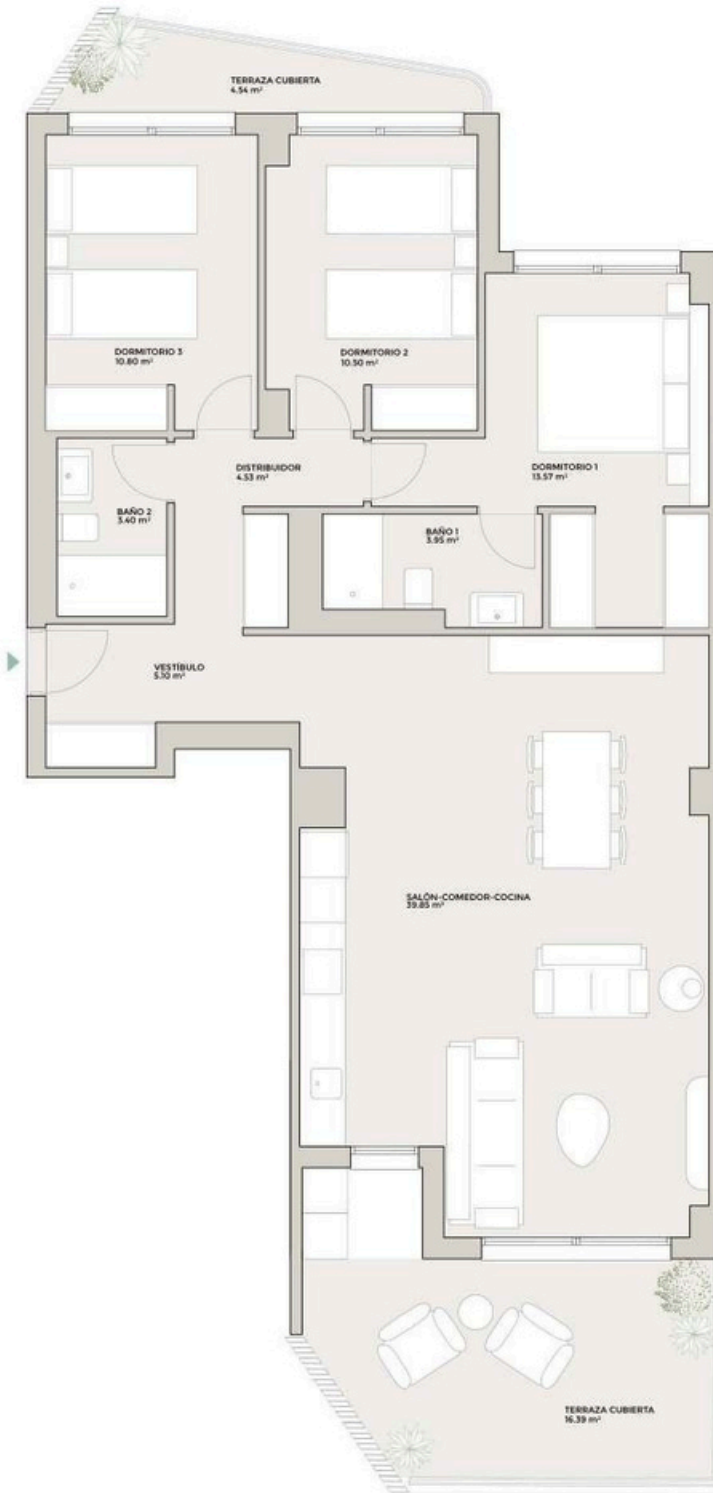 TERRAZA CUBIERTA
4.54 m²
DORMITORIO 3
10.80 m²
DORMITORIO 2
10.50 m²
DISTRIBUIDOR
4.53 m²
DORMITORIO 1
13.57 m²
BAÑO 2
3.40 m²
BAÑO 1
3.95 m²
VESTÍBULO
5.10 m²
SALÓN-COMEDOR-COCINA
39.85 m²
TERRAZA CUBIERTA
16.39 m²